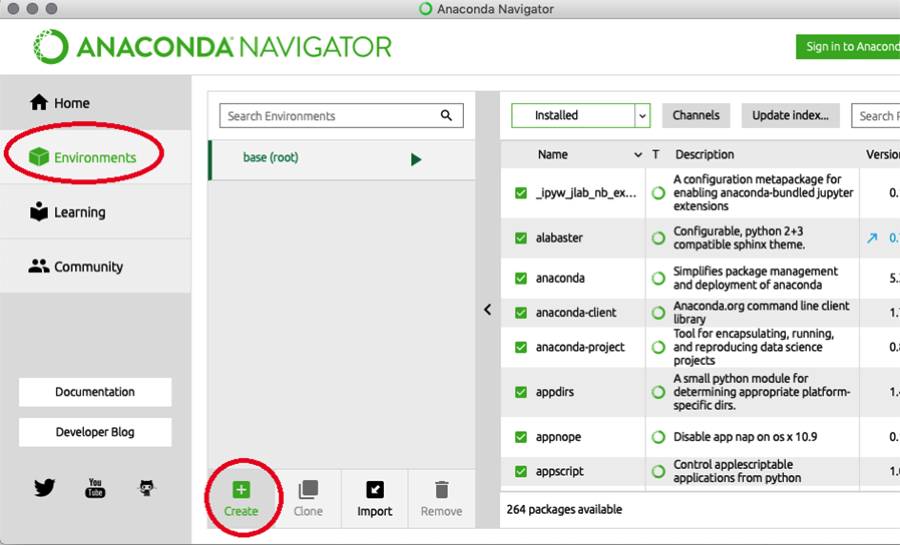 Anaconda Navigator
ANACONDA NAVIGATOR
Sign in to Anacond
Home
Environments
Learning
Community
Documentation
Developer Blog
You
Tube
Search Environments
base (root)
Create
Clone
Import
Remove
Installed
Channels
Update index...
Search P
Name
T
Description
Version
_ipyw_jlab_nb_ex...
A configuration metapackage for
enabling anaconda-bundled jupyter
extensions
0.
alabaster
Configurable, python 2+3
compatible sphinx theme.
0.
anaconda
Simplifies package management
and deployment of anaconda
5.
anaconda-client
Anaconda.org command line client
library
1.
anaconda-project
Tool for encapsulating, running,
and reproducing data science
projects
0.
appdirs
A small python module for
determining appropriate platform-
specific dirs.
1.
appnope
Disable app nap on os x 10.9
0.
appscript
Control applescriptable
applications from python
1.
264 packages available